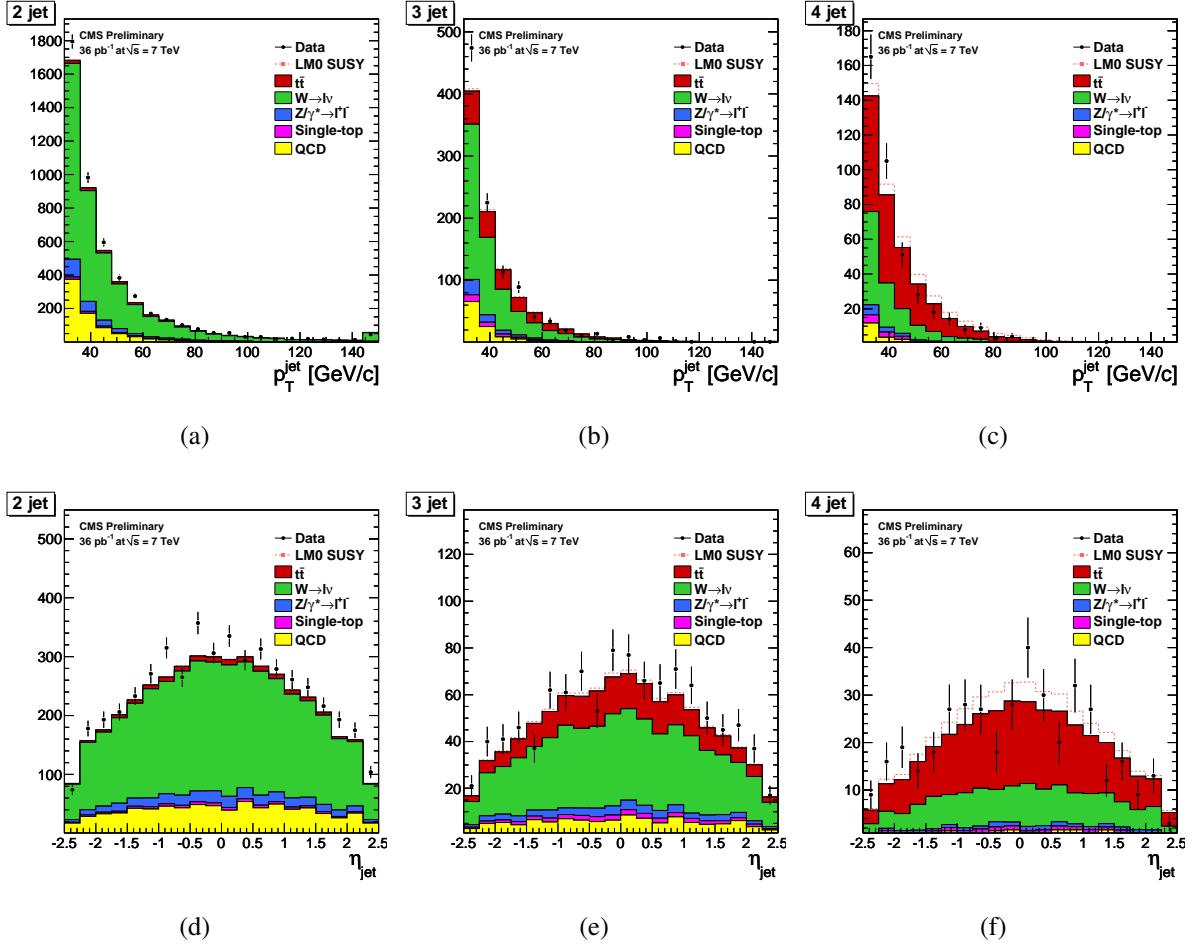 2 jet
CMS Preliminary
36 pb⁻¹ at √s = 7 TeV
Data
LM0 SUSY
tt̄
W→lν
Z/γ*→l⁺l⁻
Single-top
QCD
1800
1600
1400
1200
1000
800
600
400
200
40 60 80 100 120 140
p_T^jet [GeV/c]
(a)
3 jet
CMS Preliminary
36 pb⁻¹ at √s = 7 TeV
Data
LM0 SUSY
tt̄
W→lν
Z/γ*→l⁺l⁻
Single-top
QCD
500
400
300
200
100
40 60 80 100 120 140
p_T^jet [GeV/c]
(b)
4 jet
CMS Preliminary
36 pb⁻¹ at √s = 7 TeV
Data
LM0 SUSY
tt̄
W→lν
Z/γ*→l⁺l⁻
Single-top
QCD
180
160
140
120
100
80
60
40
20
40 60 80 100 120 140
p_T^jet [GeV/c]
(c)
2 jet
CMS Preliminary
36 pb⁻¹ at √s = 7 TeV
Data
LM0 SUSY
tt̄
W→lν
Z/γ*→l⁺l⁻
Single-top
QCD
500
400
300
200
100
-2.5 -2 -1.5 -1 -0.5 0 0.5 1 1.5 2 2.5
η_jet
(d)
3 jet
CMS Preliminary
36 pb⁻¹ at √s = 7 TeV
Data
LM0 SUSY
tt̄
W→lν
Z/γ*→l⁺l⁻
Single-top
QCD
120
100
80
60
40
20
-2.5 -2 -1.5 -1 -0.5 0 0.5 1 1.5 2 2.5
η_jet
(e)
4 jet
CMS Preliminary
36 pb⁻¹ at √s = 7 TeV
Data
LM0 SUSY
tt̄
W→lν
Z/γ*→l⁺l⁻
Single-top
QCD
60
50
40
30
20
10
-2.5 -2 -1.5 -1 -0.5 0 0.5 1 1.5 2 2.5
η_jet
(f)